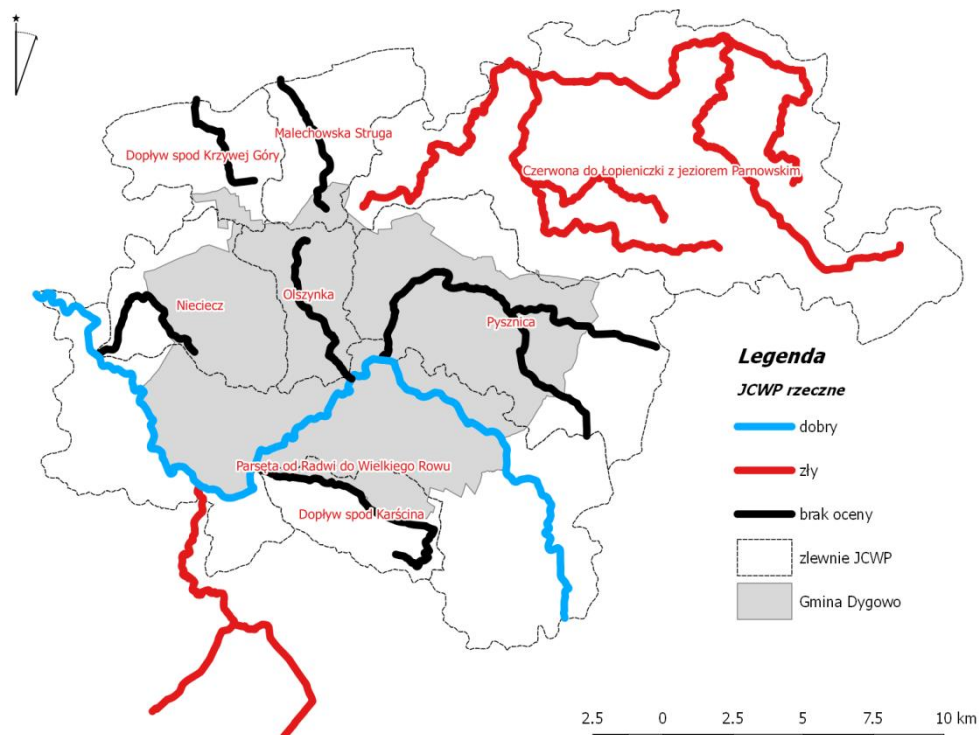 Malechowska Struga
Dopływ spod Krzywej Góry
Czerwona do Łopieniczki z jeziorem Parnowskim
Nieciecz
Olszynka
Pysznica
Parsęta od Radwi do Wielkiego Rowu
Dopływ spod Karścina
Legenda
JCWP rzeczne
dobry
zły
brak oceny
zlewnie JCWP
Gmina Dygowo
2.5 0 2.5 5 7.5 10 km